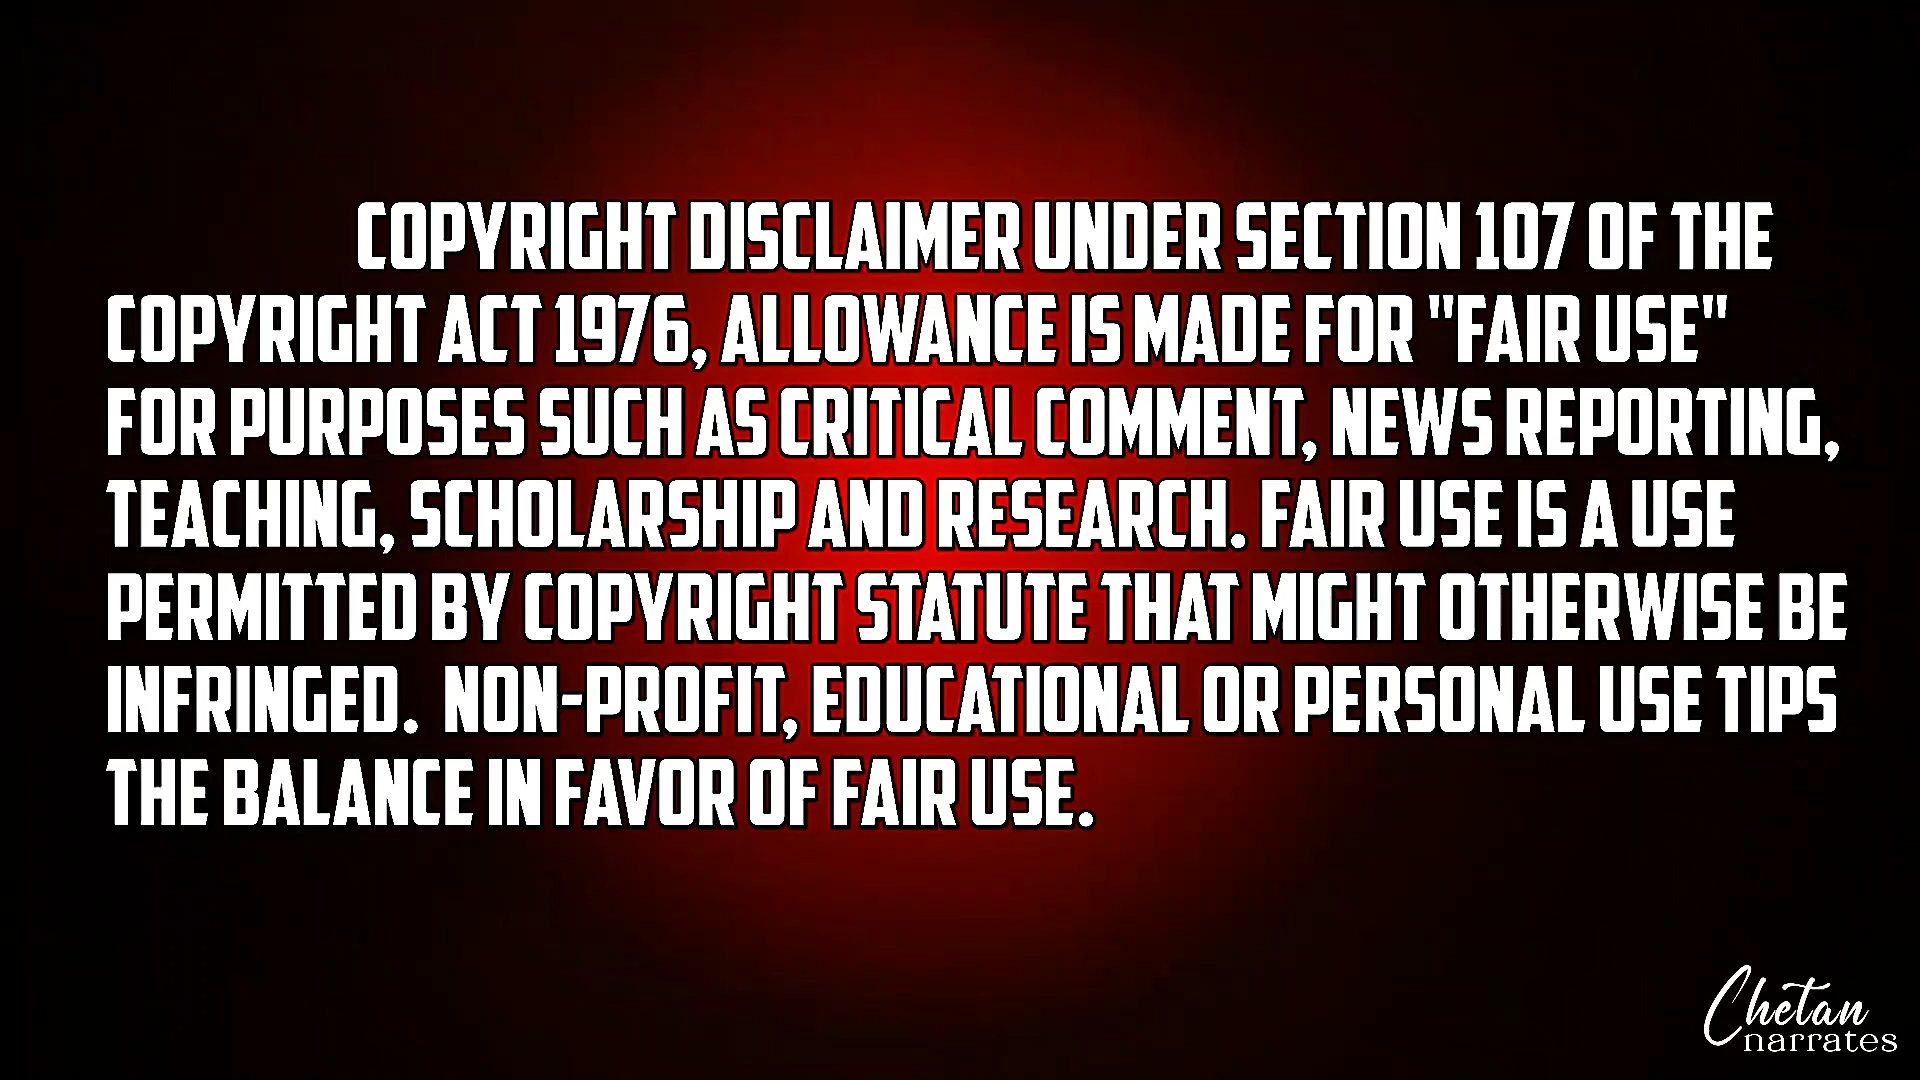 COPYRIGHT DISCLAIMER UNDER SECTION 107 OF THE
COPYRIGHT ACT 1976, ALLOWANCE IS MADE FOR "FAIR USE"
FOR PURPOSES SUCH AS CRITICAL COMMENT, NEWS REPORTING,
TEACHING, SCHOLARSHIP AND RESEARCH. FAIR USE IS A USE
PERMITTED BY COPYRIGHT STATUTE THAT MIGHT OTHERWISE BE
INFRINGED. NON-PROFIT, EDUCATIONAL OR PERSONAL USE TIPS
THE BALANCE IN FAVOR OF FAIR USE.
Chetan
narrates